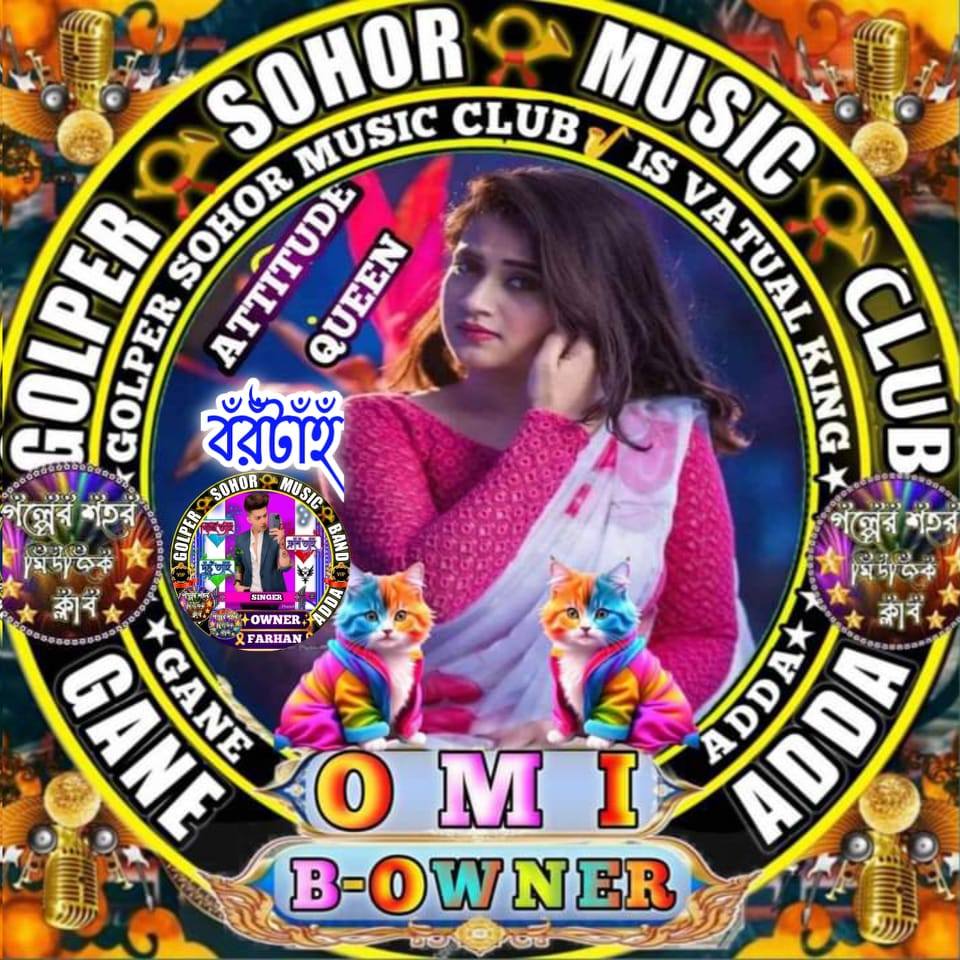 GOLPER SOHOR MUSIC CLUB
GOLPER SOHOR MUSIC CLUB IS VATUAL KING
ATTITUDE
QUEEN
বঁরঁটাঁহঁ
GOLPER SOHOR MUSIC BAND
SINGER
OWNER
FARHAN
ADDA
গল্পের শহর
মিউজিক
ক্লাব
গল্পের শহর
মিউজিক
ক্লাব
GANE
ADDA
GANE
ADDA
OMI
B-OWNER